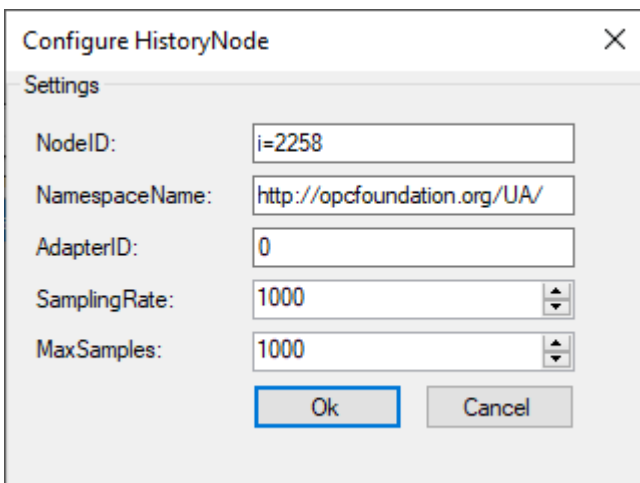 Configure HistoryNode
Settings
NodeID: i=2258
NamespaceName: http://opcfoundation.org/UA/
AdapterID: 0
SamplingRate: 1000
MaxSamples: 1000
Ok Cancel